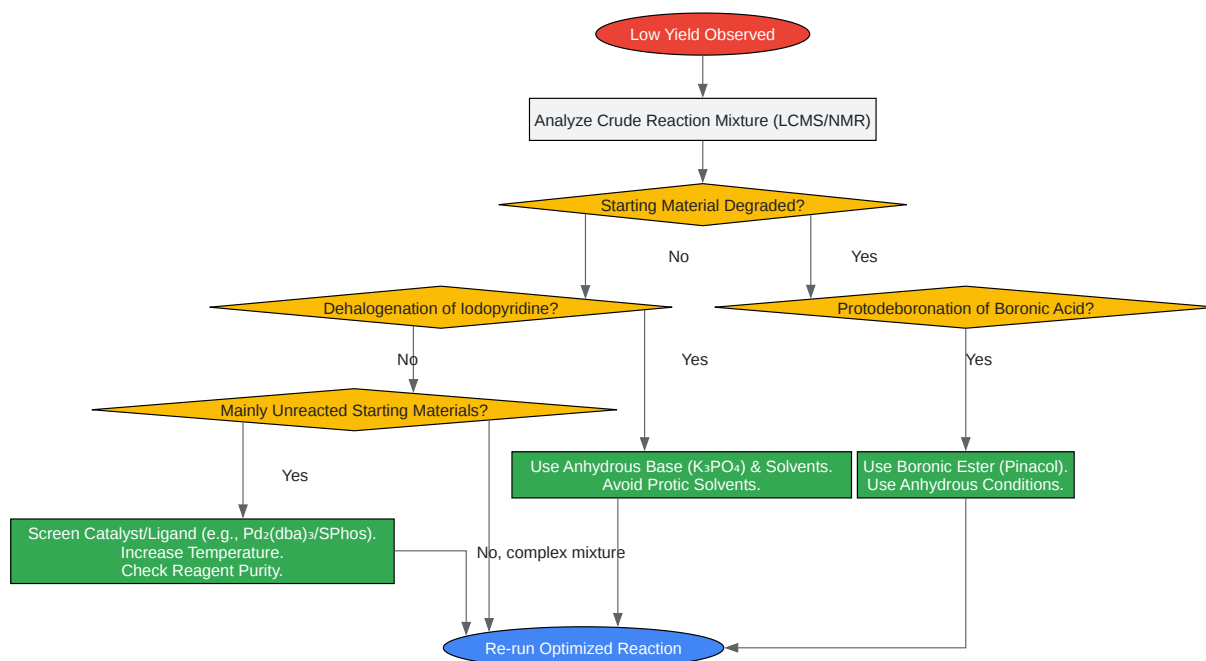 Low Yield Observed
Analyze Crude Reaction Mixture (LCMS/NMR)
Starting Material Degraded?
No
Yes
Dehalogenation of Iodopyridine?
Protodeboronation of Boronic Acid?
No
Yes
Yes
Mainly Unreacted Starting Materials?
Yes
Use Anhydrous Base (K₃PO₄) & Solvents.
Avoid Protic Solvents.
Use Boronic Ester (Pinacol).
Use Anhydrous Conditions.
Screen Catalyst/Ligand (e.g., Pd₂(dba)₃/SPhos).
Increase Temperature.
Check Reagent Purity.
No, complex mixture
Re-run Optimized Reaction